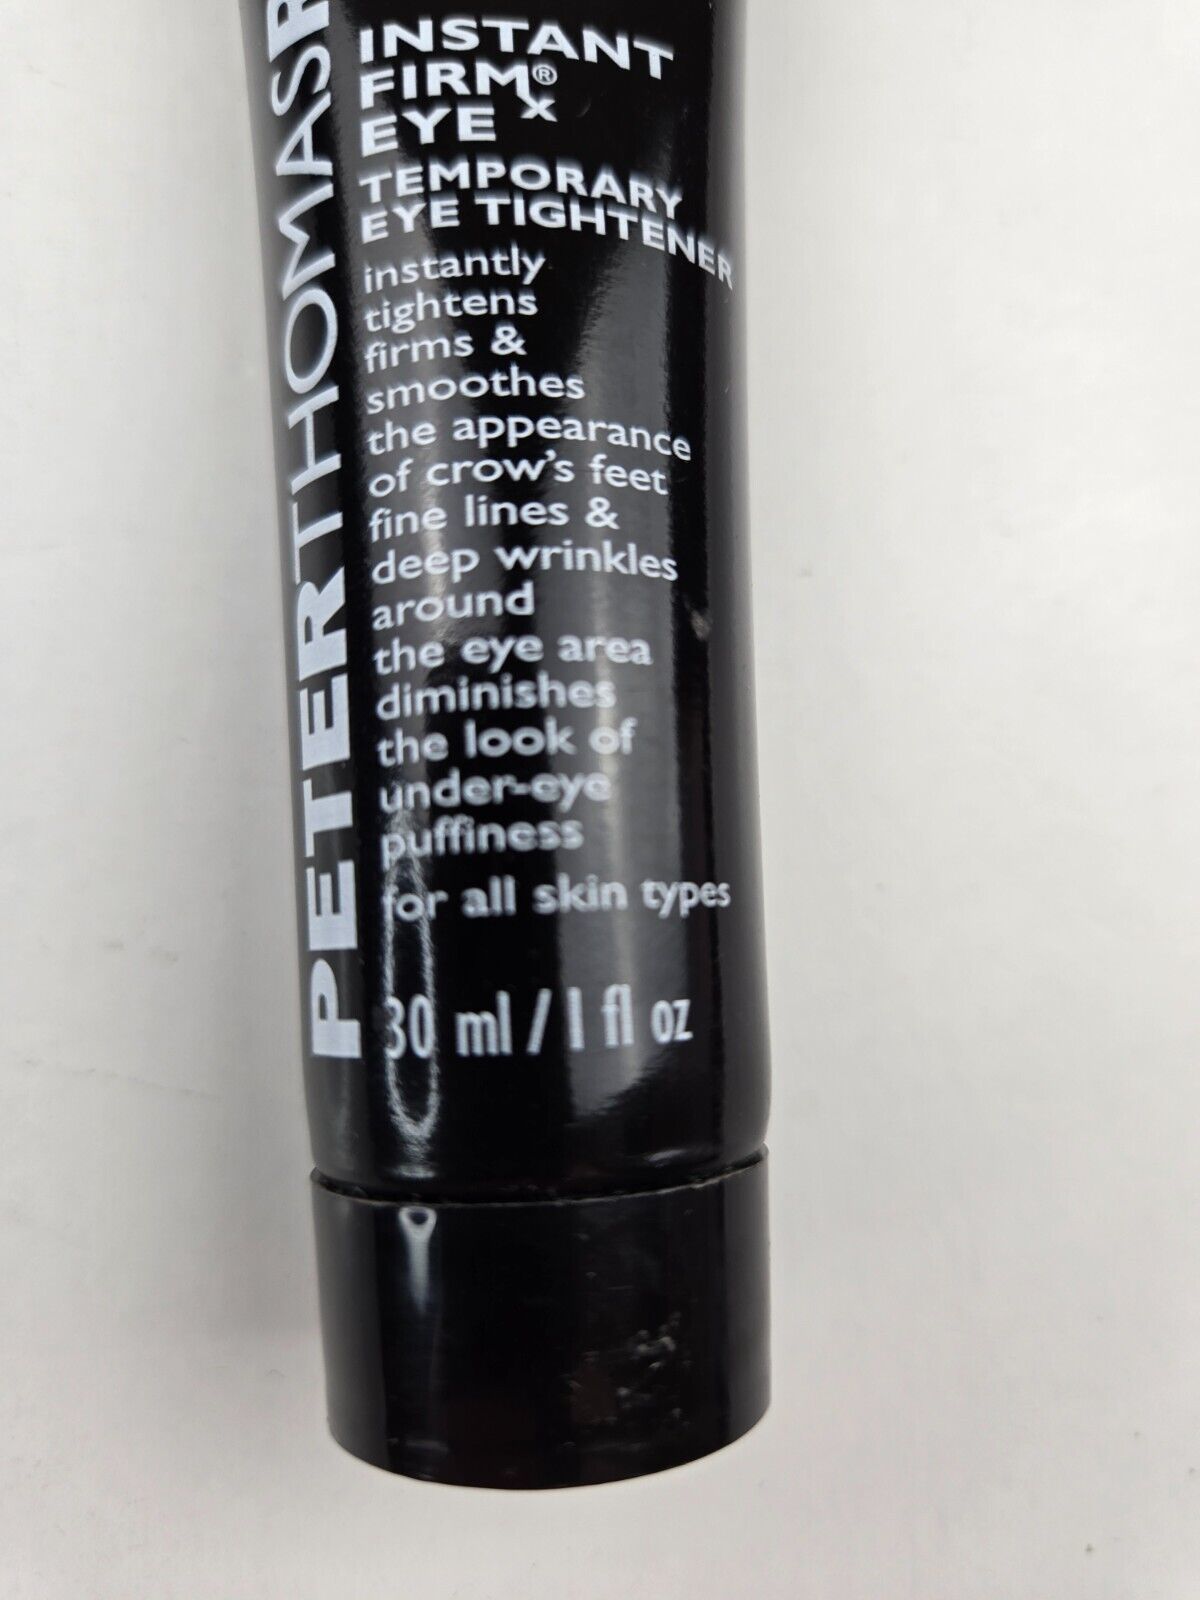 PETERTHOMASR
INSTANT
FIRMx®
EYE
TEMPORARY
EYE TIGHTENER
instantly
tightens
firms &
smoothes
the appearance
of crow's feet
fine lines &
deep wrinkles
around
the eye area
diminishes
the look of
under-eye
puffiness
for all skin types
30 ml / 1 fl oz